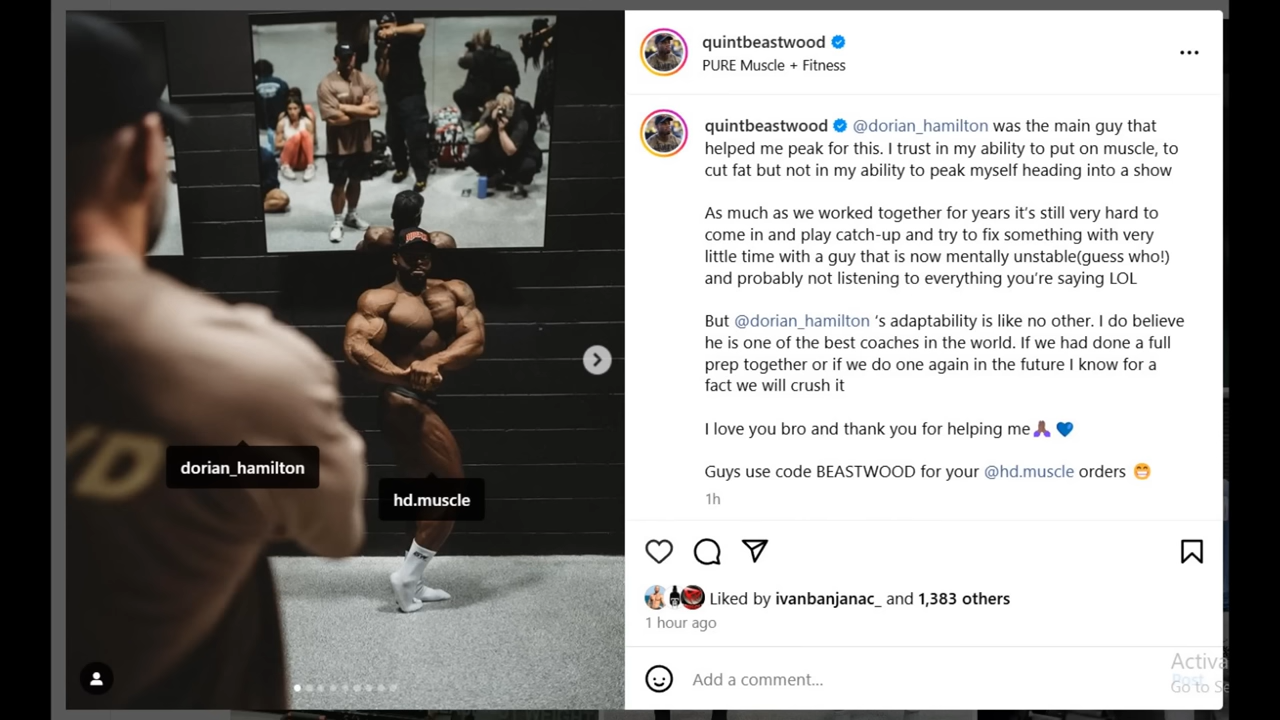 quintbeastwood
PURE Muscle + Fitness
quintbeastwood @dorian_hamilton was the main guy that
helped me peak for this. I trust in my ability to put on muscle, to
cut fat but not in my ability to peak myself heading into a show
As much as we worked together for years it's still very hard to
come in and play catch-up and try to fix something with very
little time with a guy that is now mentally unstable(guess who!)
and probably not listening to everything you're saying LOL
But @dorian_hamilton 's adaptability is like no other. I do believe
he is one of the best coaches in the world. If we had done a full
prep together or if we do one again in the future I know for a
fact we will crush it
I love you bro and thank you for helping me🙏🏾 💙
Guys use code BEASTWOOD for your @hd.muscle orders 😁
1h
Liked by ivanbanjanac_ and 1,383 others
1 hour ago
Add a comment...
Post
Activa
Go to Se
dorian_hamilton
hd.muscle